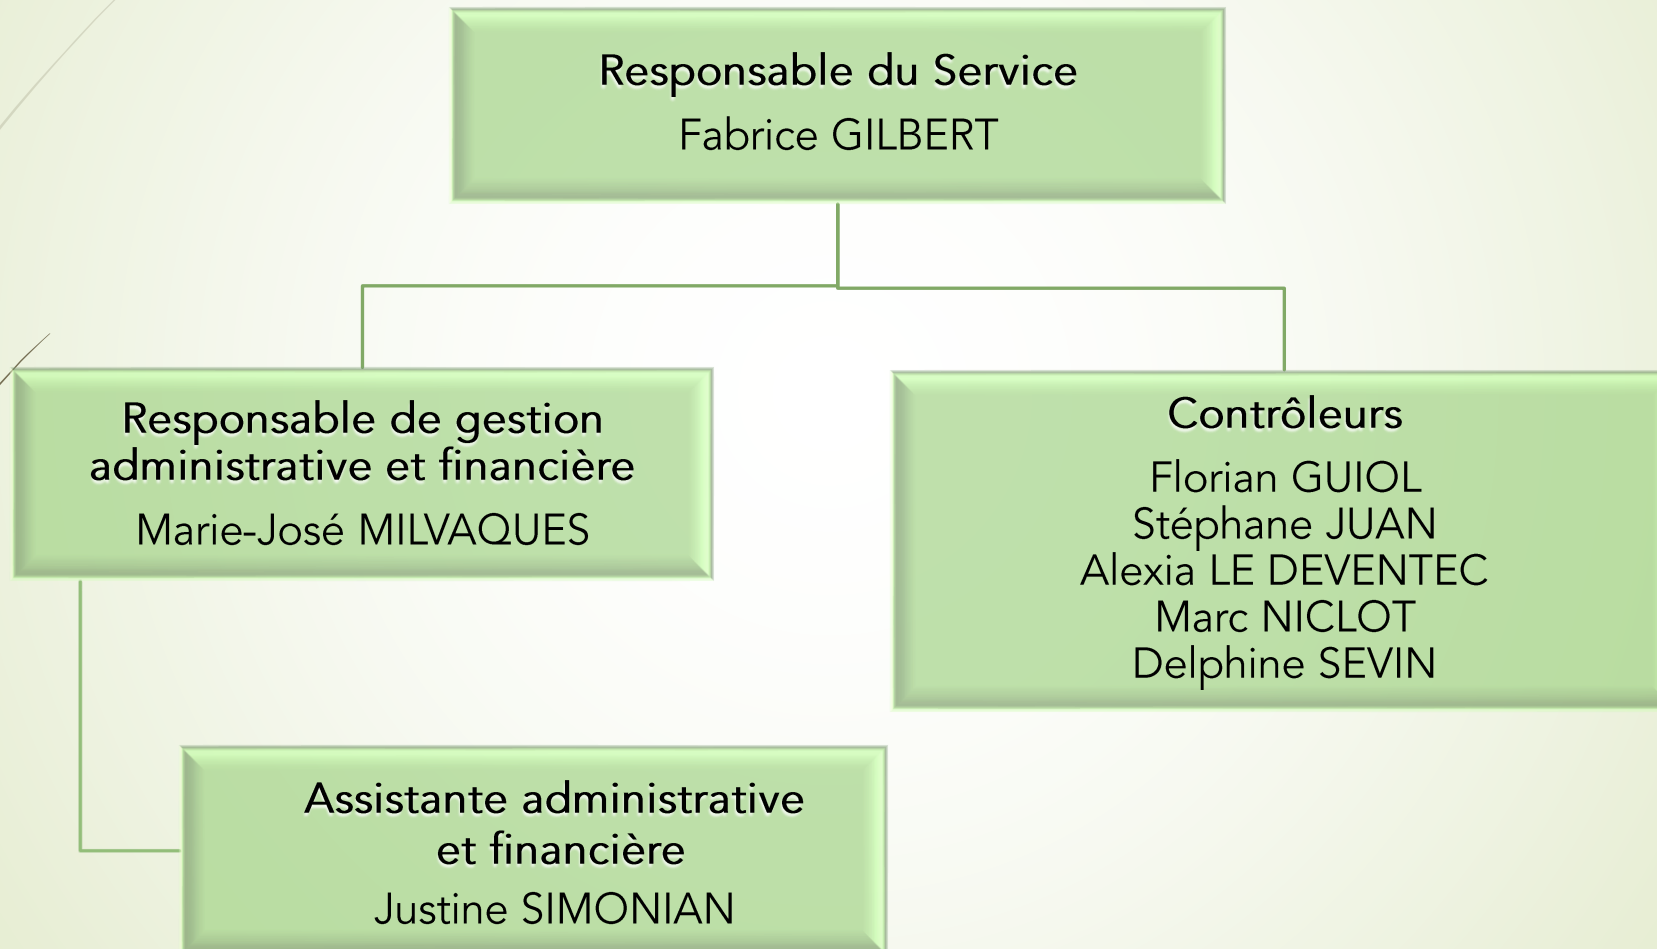 Responsable du Service
Fabrice GILBERT
Responsable de gestion
administrative et financière
Marie-José MILVAQUES
Contrôleurs
Florian GUIOL
Stéphane JUAN
Alexia LE DEVENTEC
Marc NICLOT
Delphine SEVIN
Assistante administrative
et financière
Justine SIMONIAN